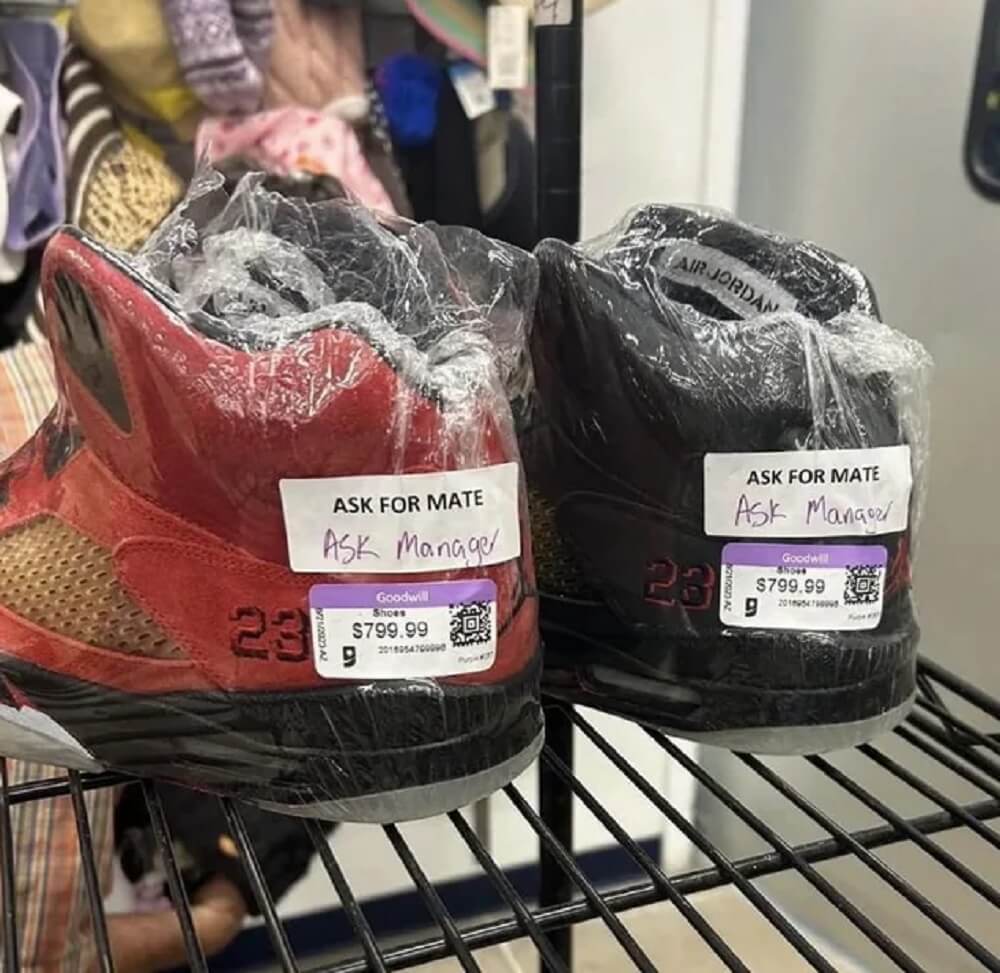 AIR JORDAN
ASK FOR MATE
Ask Manager
Goodwill
Shoes
$799.99
23
ASK FOR MATE
Ask Manager
Goodwill
Shoes
$799.99
23